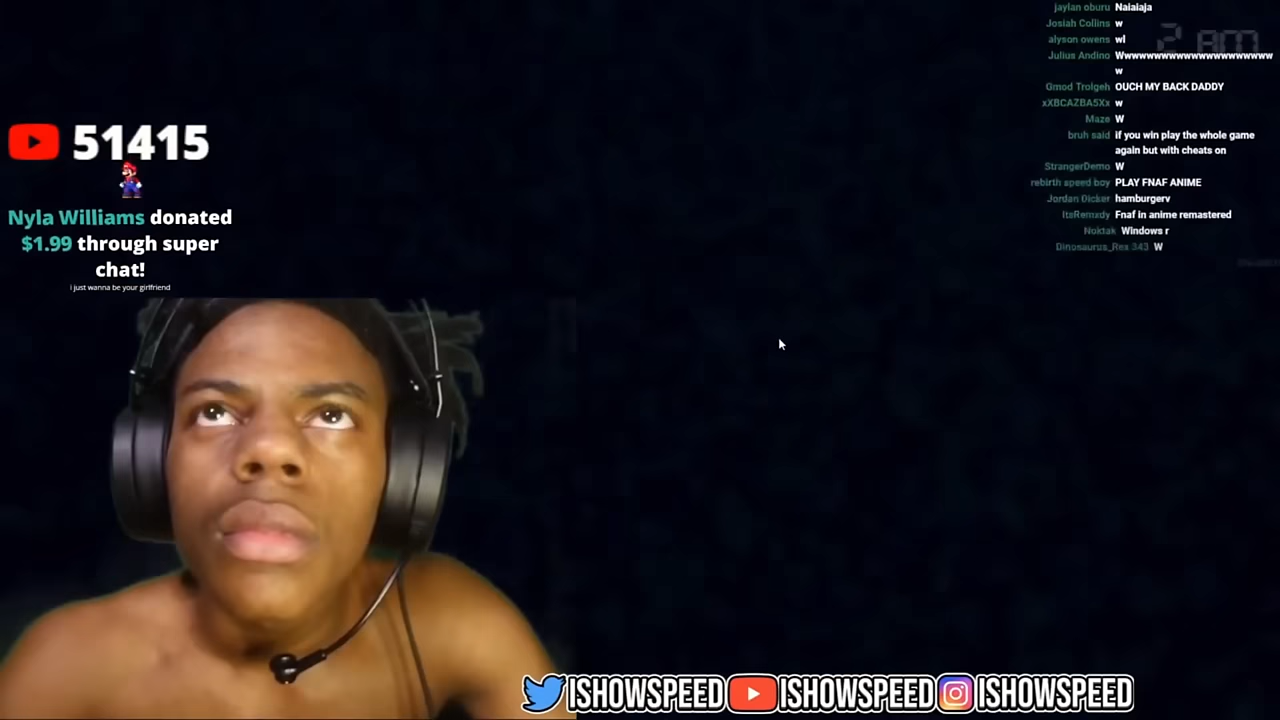 jaylan oburu Naiaiaja
Josiah Collins w
alyson owens wl
2 am
Julius Andino Wwwwwwwwwwwwwwwwwwwww
w
Gmod Trolgeh OUCH MY BACK DADDY
xXBCAZBA5Xx w
Maze W
bruh said if you win play the whole game
again but with cheats on
StrangerDemo W
rebirth speed boy PLAY FNAF ANIME
Jordan Dicker hamburgerv
ItsRemxdy Fnaf in anime remastered
Noktak Windows r
Dinosaurus_Rex 343 W
51415
Nyla Williams donated
$1.99 through super
chat!
i just wanna be your girlfriend
ISHOWSPEED ISHOWSPEED ISHOWSPEED